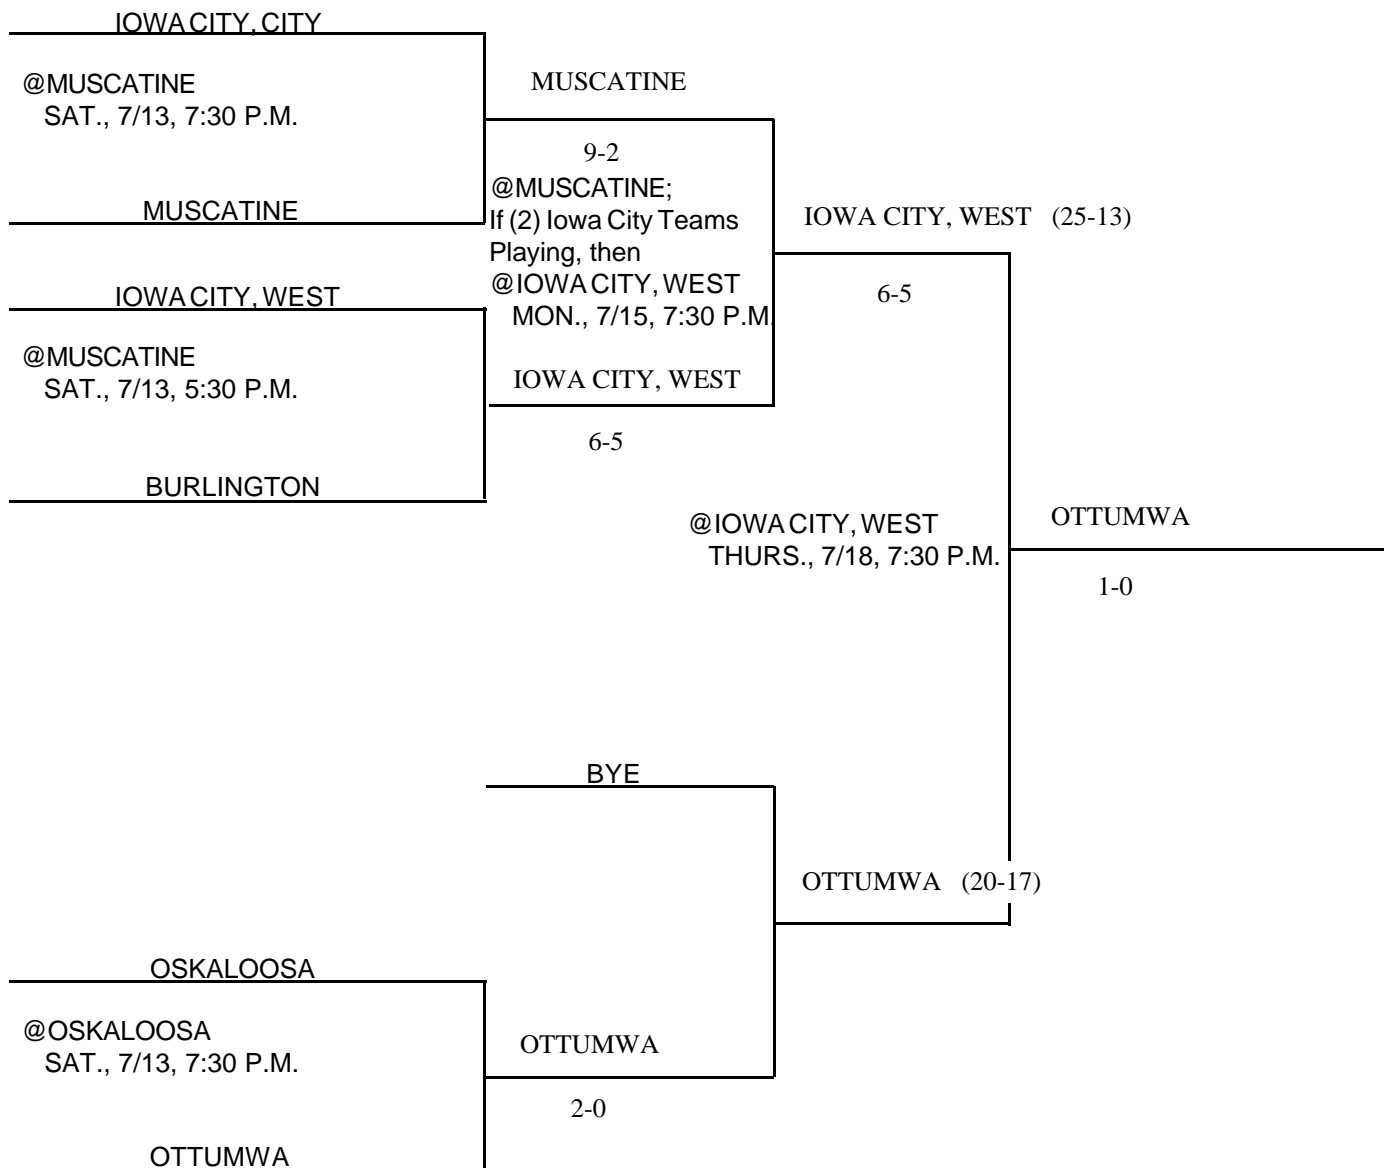 IOWA CITY, CITY
@MUSCATINE
SAT., 7/13, 7:30 P.M.
MUSCATINE
MUSCATINE
9-2
@MUSCATINE;
If (2) Iowa City Teams
Playing, then
@IOWA CITY, WEST
MON., 7/15, 7:30 P.M.
IOWA CITY, WEST
@MUSCATINE
SAT., 7/13, 5:30 P.M.
BURLINGTON
IOWA CITY, WEST
6-5
IOWA CITY, WEST (25-13)
6-5
@IOWA CITY, WEST
THURS., 7/18, 7:30 P.M.
OTTUMWA
1-0
BYE
OTTUMWA (20-17)
OSKALOOSA
@OSKALOOSA
SAT., 7/13, 7:30 P.M.
OTTUMWA
OTTUMWA
2-0